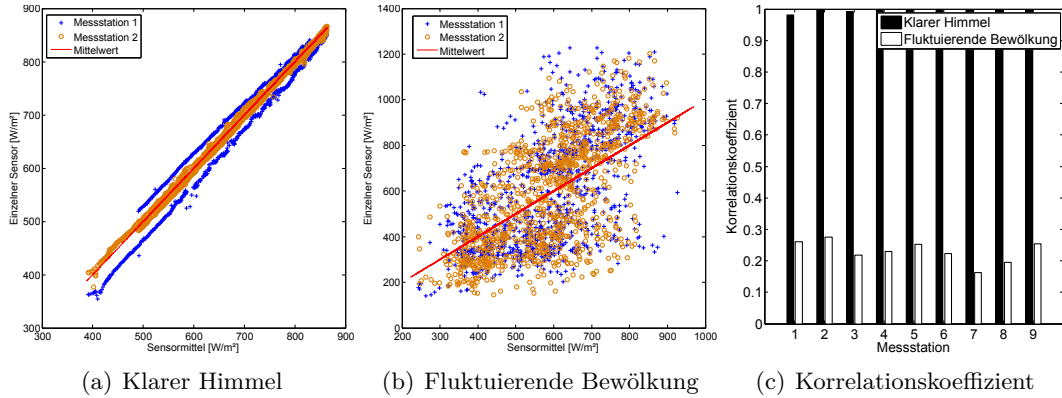 Messstation 1
Messstation 2
Mittelwert
Einzelner Sensor [W/m²]
900
800
700
600
500
400
300
300 400 500 600 700 800 900
Sensormittel [W/m²]
(a) Klarer Himmel
Messstation 1
Messstation 2
Mittelwert
Einzelner Sensor [W/m²]
1400
1200
1000
800
600
400
200
0
200 300 400 500 600 700 800 900 1000
Sensormittel [W/m²]
(b) Fluktuierende Bewölkung
Klarer Himmel
Fluktuierende Bewölkung
Korrelationskoeffizient
1
0.9
0.8
0.7
0.6
0.5
0.4
0.3
0.2
0.1
0
1 2 3 4 5 6 7 8 9
Messstation
(c) Korrelationskoeffizient